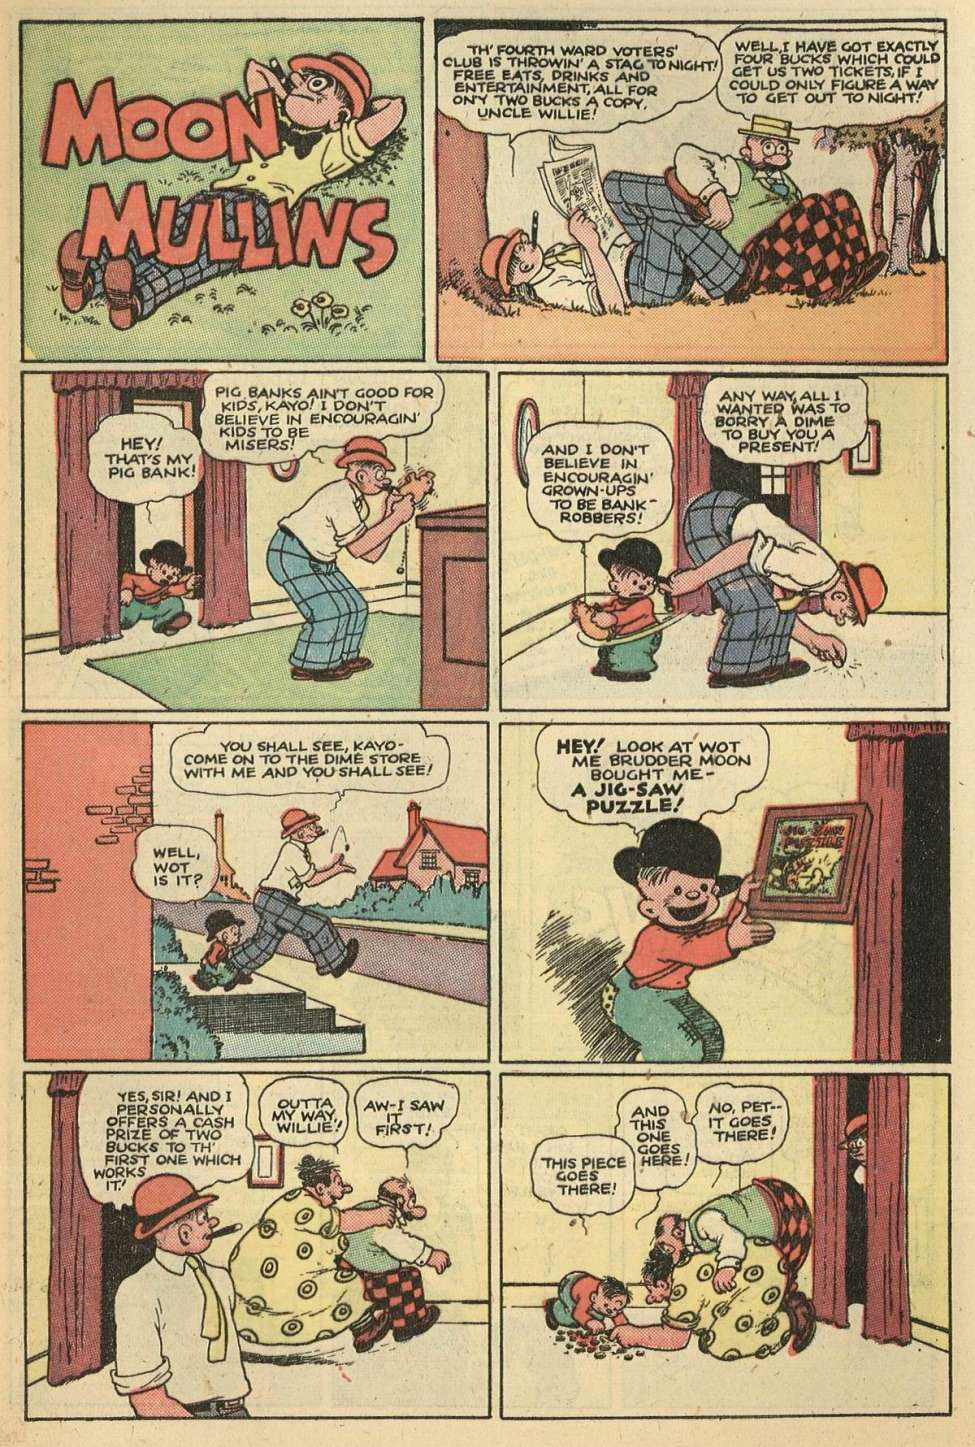 MOON
MULLINS
TH' FOURTH WARD VOTERS'
CLUB IS THROWIN' A STAG TO NIGHT!
FREE EATS, DRINKS AND
ENTERTAINMENT, ALL FOR
ON'Y TWO BUCKS A COPY,
UNCLE WILLIE!
WELL, I HAVE GOT EXACTLY
FOUR BUCKS WHICH COULD
GET US TWO TICKETS, IF I
COULD ONLY FIGURE A WAY
TO GET OUT TO NIGHT!
HEY!
THAT'S MY
PIG BANK!
PIG BANKS AIN'T GOOD FOR
KIDS, KAYO! I DON'T
BELIEVE IN ENCOURAGIN'
KIDS TO BE
MISERS!
AND I DON'T
BELIEVE IN
ENCOURAGIN'
GROWN-UPS
TO BE BANK-
ROBBERS!
ANY WAY, ALL I
WANTED WAS TO
BORRY A DIME
TO BUY YOU A
PRESENT!
YOU SHALL SEE, KAYO-
COME ON TO THE DIME STORE
WITH ME AND YOU SHALL SEE!
WELL,
WOT
IS IT?
HEY! LOOK AT WOT
ME BRUDDER MOON
BOUGHT ME-
A JIG-SAW
PUZZLE!
JIG SAW
PUZZLE
YES, SIR! AND I
PERSONALLY
OFFERS A CASH
PRIZE OF TWO
BUCKS TO TH'
FIRST ONE WHICH
WORKS
IT!
OUTTA
MY WAY,
WILLIE!
AW-I SAW
IT
FIRST!
THIS PIECE
GOES
THERE!
AND
THIS
ONE
GOES
HERE!
NO, PET--
IT GOES
THERE!